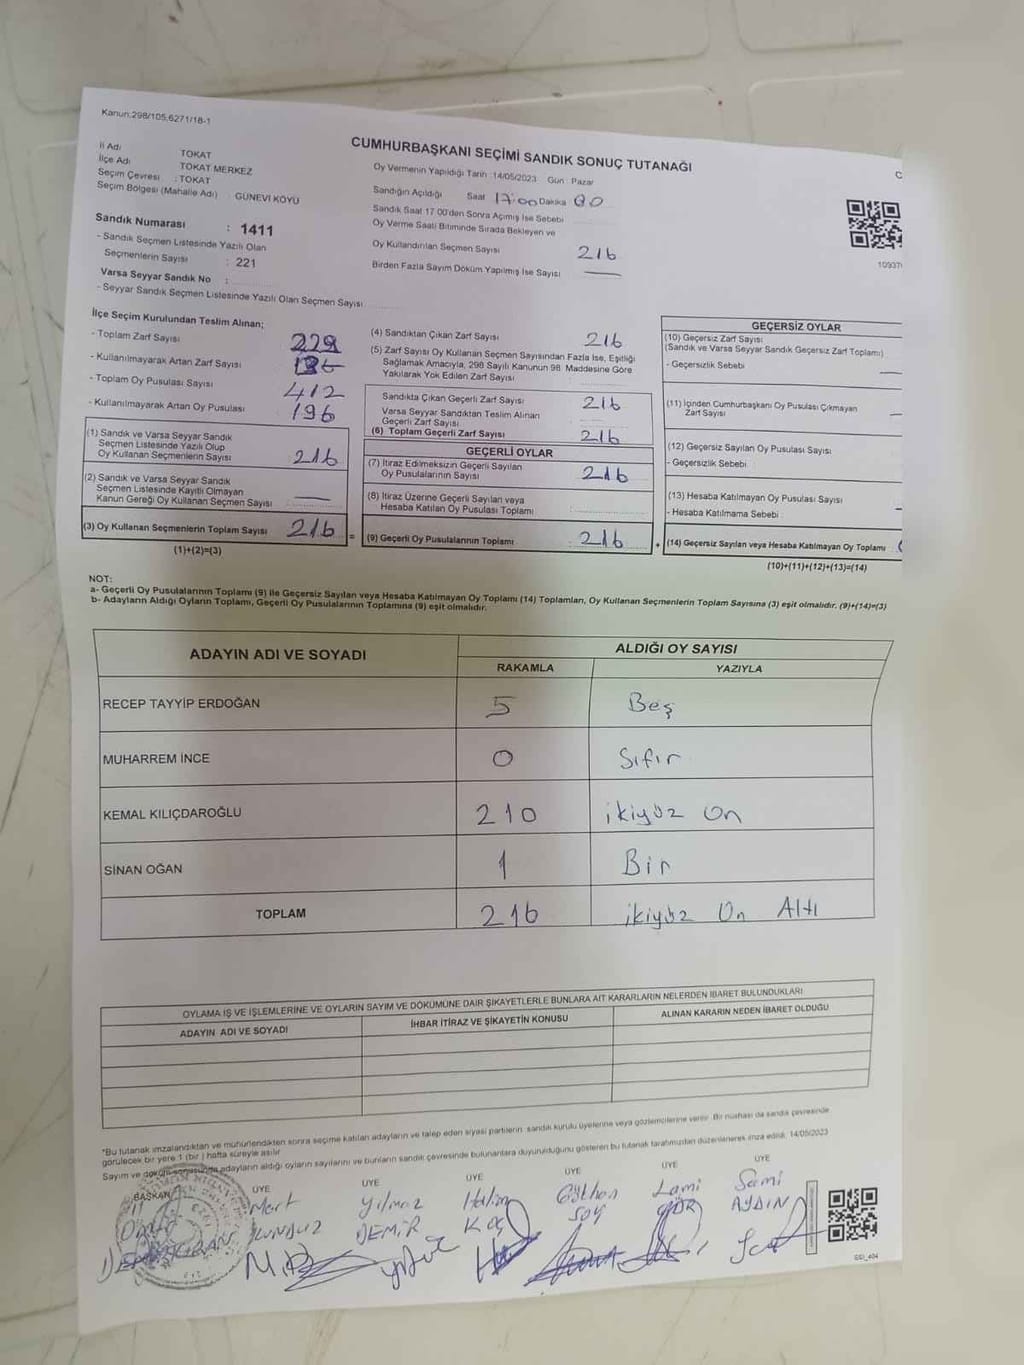 Kanun:298/105,6271/18-1
CUMHURBAŞKANI SEÇİMİ SANDIK SONUÇ TUTANAĞI
İl Adı TOKAT
İlçe Adı TOKAT MERKEZ
Seçim Çevresi : TOKAT
Seçim Bölgesi (Mahalle Adı) : GÜNEVİ KÖYÜ
Sandık Numarası : 1411
- Sandık Seçmen Listesinde Yazılı Olan
Seçmenlerin Sayısı : 221
Varsa Seyyar Sandık No :
- Seyyar Sandık Seçmen Listesinde Yazılı Olan Seçmen Sayısı
Oy Vermenin Yapıldığı Tarih : 14/05/2023 Gün : Pazar
Sandığın Açıldığı Saat 17:00 Dakika 00
Sandık Saat 17 00'den Sonra Açımış Ise Sebebi
Oy Verme Saati Bitiminde Sırada Bekleyen ve
Oy Kullandırılan Seçmen Sayısı 216
Birden Fazla Sayım Döküm Yapılmış İse Sayısı —
C
10937
İlçe Seçim Kurulundan Teslim Alınan;
- Toplam Zarf Sayısı 229
- Kullanılmayarak Artan Zarf Sayısı
- Toplam Oy Pusulası Sayısı 412
- Kullanılmayarak Artan Oy Pusulası 196
(1) Sandık ve Varsa Seyyar Sandık
Seçmen Listesinde Yazılı Olup
Oy Kullanan Seçmenlerin Sayısı 216
(2) Sandık ve Varsa Seyyar Sandık
Seçmen Listesinde Kayıtlı Olmayan
Kanun Gereği Oy Kullanan Seçmen Sayısı —
(3) Oy Kullanan Seçmenlerin Toplam Sayısı 216 =
(1)+(2)=(3)
(4) Sandıktan Çıkan Zarf Sayısı 216
(5) Zarf Sayısı Oy Kullanan Seçmen Sayısından Fazla Ise, Eşitliği
Sağlamak Amacıyla, 298 Sayılı Kanunun 98. Maddesine Göre
Yakılarak Yok Edilen Zarf Sayısı
Sandıkta Çıkan Geçerli Zarf Sayısı 216
Varsa Seyyar Sandıktan Teslim Alınan
Geçerli Zarf Sayısı
(6) Toplam Geçerli Zarf Sayısı 216
GEÇERLİ OYLAR
(7) İtiraz Edilmeksizin Geçerli Sayılan
Oy Pusulalarının Sayısı 216
(8) İtiraz Üzerine Geçerli Sayılan veya
Hesaba Katılan Oy Pusulası Toplamı
(9) Geçerli Oy Pusulalarının Toplamı : 216 +
GEÇERSİZ OYLAR
(10) Geçersiz Zarf Sayısı
(Sandık ve Varsa Seyyar Sandık Geçersiz Zarf Toplamı)
- Geçersizlik Sebebi —
(11) İçinden Cumhurbaşkanı Oy Pusulası Çıkmayan
Zarf Sayısı —
(12) Geçersiz Sayılan Oy Pusulası Sayısı
- Geçersizlik Sebebi
(13) Hesaba Katılmayan Oy Pusulası Sayısı
- Hesaba Katılmama Sebebi
(14) Geçersiz Sayılan veya Hesaba Katılmayan Oy Toplamı
(10)+(11)+(12)+(13)=(14)
NOT:
a- Geçerli Oy Pusulalarının Toplamı (9) ile Geçersiz Sayılan veya Hesaba Katılmayan Oy Toplamı (14) Toplamları, Oy Kullanan Seçmenlerin Toplam Sayısına (3) eşit olmalıdır. (9)+(14)=(3)
b- Adayların Aldığı Oyların Toplamı, Geçerli Oy Pusulalarının Toplamına (9) eşit olmalıdır.
ADAYIN ADI VE SOYADI ALDIĞI OY SAYISI
RAKAMLA YAZIYLA
RECEP TAYYİP ERDOĞAN 5 Beş
MUHARREM İNCE 0 Sıfır
KEMAL KILIÇDAROĞLU 210 ikiyüz On
SİNAN OĞAN 1 Bir
TOPLAM 216 ikiyüz On Altı
OYLAMA İŞ VE İŞLEMLERİNE VE OYLARIN SAYIM VE DÖKÜMÜNE DAİR ŞİKAYETLERLE BUNLARA AİT KARARLARIN NELERDEN İBARET BULUNDUKLARI
ADAYIN ADI VE SOYADI İHBAR İTİRAZ VE ŞİKAYETİN KONUSU ALINAN KARARIN NEDEN İBARET OLDUĞU
*Bu tutanak imzalandıktan ve mühürlendikten sonra seçime katılan adayların ve talep eden siyasi partilerin sandık kurulu üyelerine veya gözlemcilerine verilir. Bir nüshası da sandık çevresinde
görülecek bir yere 1 (bir) hafta süreyle asılır
Sayım ve döküm sonucunda adayların aldığı oyların sayılarını ve bunların sandık çevresinde bulunanlara duyurulduğunu gösteren bu tutanak tarafımızdan düzenlenerek imza edildi. 14/05/2023
BAŞKAN ÜYE ÜYE ÜYE ÜYE ÜYE ÜYE
Mert Yılmaz Halim Gökhan Lami Sami
KUNDUZ DEMİR KOÇ SOY GÖR AYDIN
SSI_404